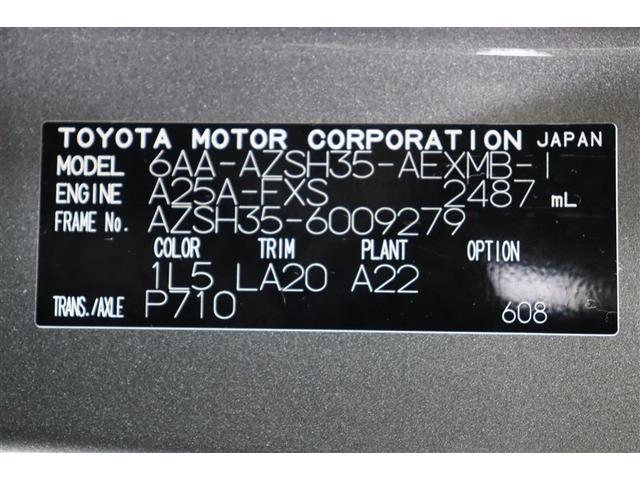 TOYOTA MOTOR CORPORATION JAPAN
MODEL 6AA-AZSH35-AEXMB-I
ENGINE A25A-FXS 2487 mL
FRAME No. AZSH35-6009279
COLOR TRIM PLANT OPTION
1L5 LA20 A22
TRANS./AXLE P710 608